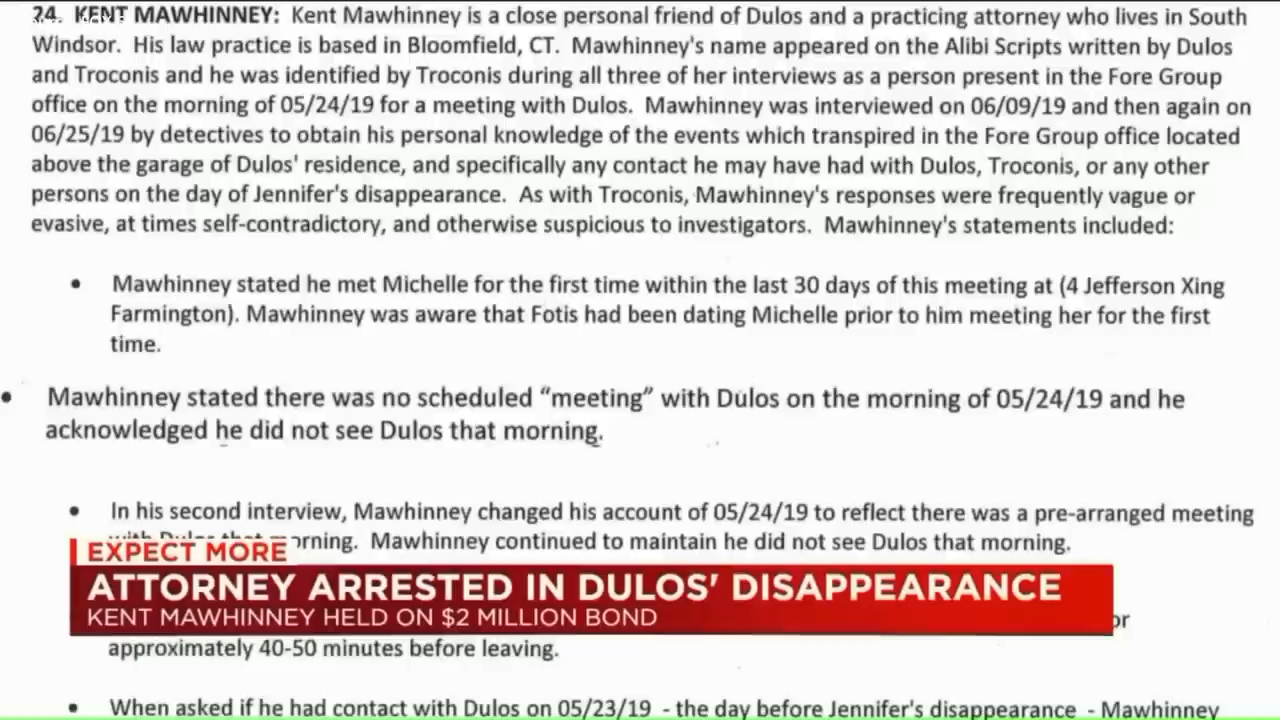 24. KENT MAWHINNEY: Kent Mawhinney is a close personal friend of Dulos and a practicing attorney who lives in South
Windsor. His law practice is based in Bloomfield, CT. Mawhinney's name appeared on the Alibi Scripts written by Dulos
and Troconis and he was identified by Troconis during all three of her interviews as a person present in the Fore Group
office on the morning of 05/24/19 for a meeting with Dulos. Mawhinney was interviewed on 06/09/19 and then again on
06/25/19 by detectives to obtain his personal knowledge of the events which transpired in the Fore Group office located
above the garage of Dulos' residence, and specifically any contact he may have had with Dulos, Troconis, or any other
persons on the day of Jennifer's disappearance. As with Troconis, Mawhinney's responses were frequently vague or
evasive, at times self-contradictory, and otherwise suspicious to investigators. Mawhinney's statements included:
• Mawhinney stated he met Michelle for the first time within the last 30 days of this meeting at (4 Jefferson Xing
Farmington). Mawhinney was aware that Fotis had been dating Michelle prior to him meeting her for the first
time.
• Mawhinney stated there was no scheduled “meeting” with Dulos on the morning of 05/24/19 and he
acknowledged he did not see Dulos that morning.
• In his second interview, Mawhinney changed his account of 05/24/19 to reflect there was a pre-arranged meeting
with Dulos that morning. Mawhinney continued to maintain he did not see Dulos that morning.
EXPECT MORE
ATTORNEY ARRESTED IN DULOS' DISAPPEARANCE
KENT MAWHINNEY HELD ON $2 MILLION BOND
approximately 40-50 minutes before leaving.
• When asked if he had contact with Dulos on 05/23/19 - the day before Jennifer's disappearance - Mawhinney